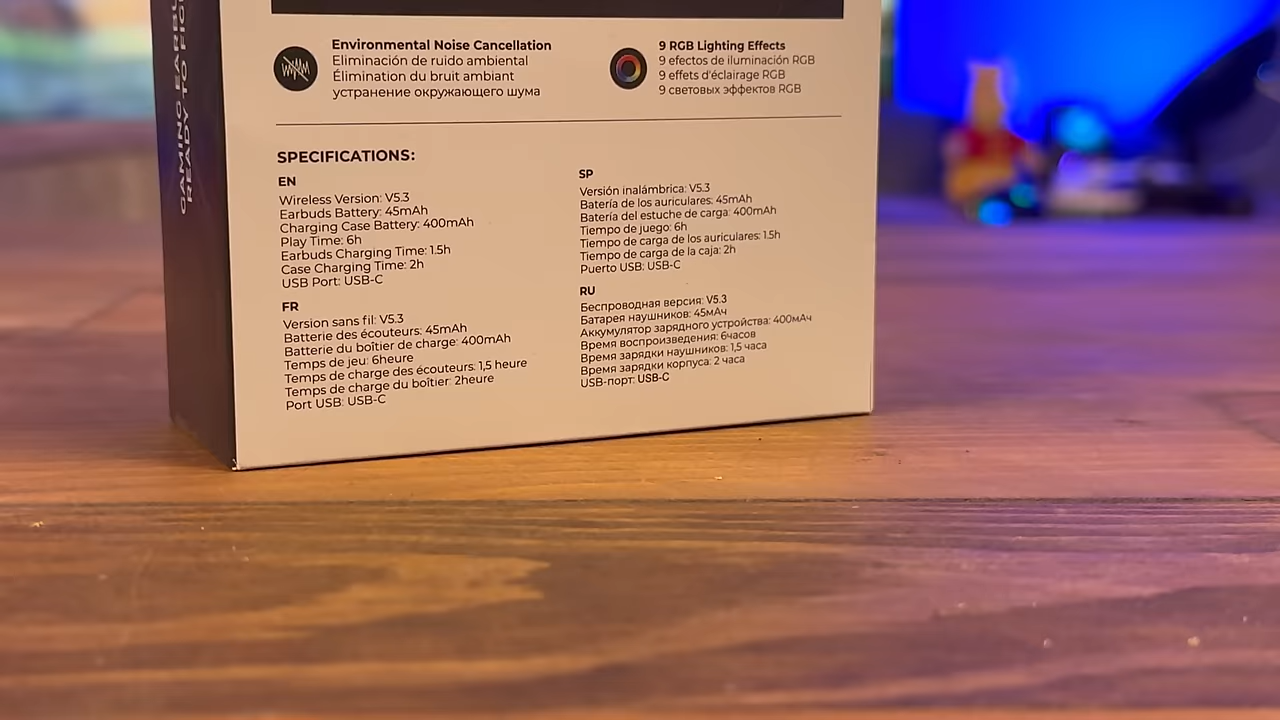 GAMING EARBU
READY TO
Environmental Noise Cancellation
Eliminación de ruido ambiental
Élimination du bruit ambiant
устранение окружающего шума
9 RGB Lighting Effects
9 efectos de iluminación RGB
9 effets d'éclairage RGB
9 световых эффектов RGB
SPECIFICATIONS:
EN
Wireless Version: V5.3
Earbuds Battery: 45mAh
Charging Case Battery: 400mAh
Play Time: 6h
Earbuds Charging Time: 1.5h
Case Charging Time: 2h
USB Port: USB-C
FR
Version sans fil: V5.3
Batterie des écouteurs: 45mAh
Batterie du boîtier de charge: 400mAh
Temps de jeu: 6heure
Temps de charge des écouteurs: 1,5 heure
Temps de charge du boîtier: 2heure
Port USB: USB-C
SP
Versión inalámbrica: V5.3
Batería de los auriculares: 45mAh
Batería del estuche de carga: 400mAh
Tiempo de juego: 6h
Tiempo de carga de los auriculares: 1.5h
Tiempo de carga de la caja: 2h
Puerto USB: USB-C
RU
Беспроводная версия: V5.3
Батарея наушников: 45мАч
Аккумулятор зарядного устройства: 400мАч
Время воспроизведения: 6часов
Время зарядки наушников: 1,5 часа
Время зарядки корпуса: 2 часа
USB-порт: USB-C